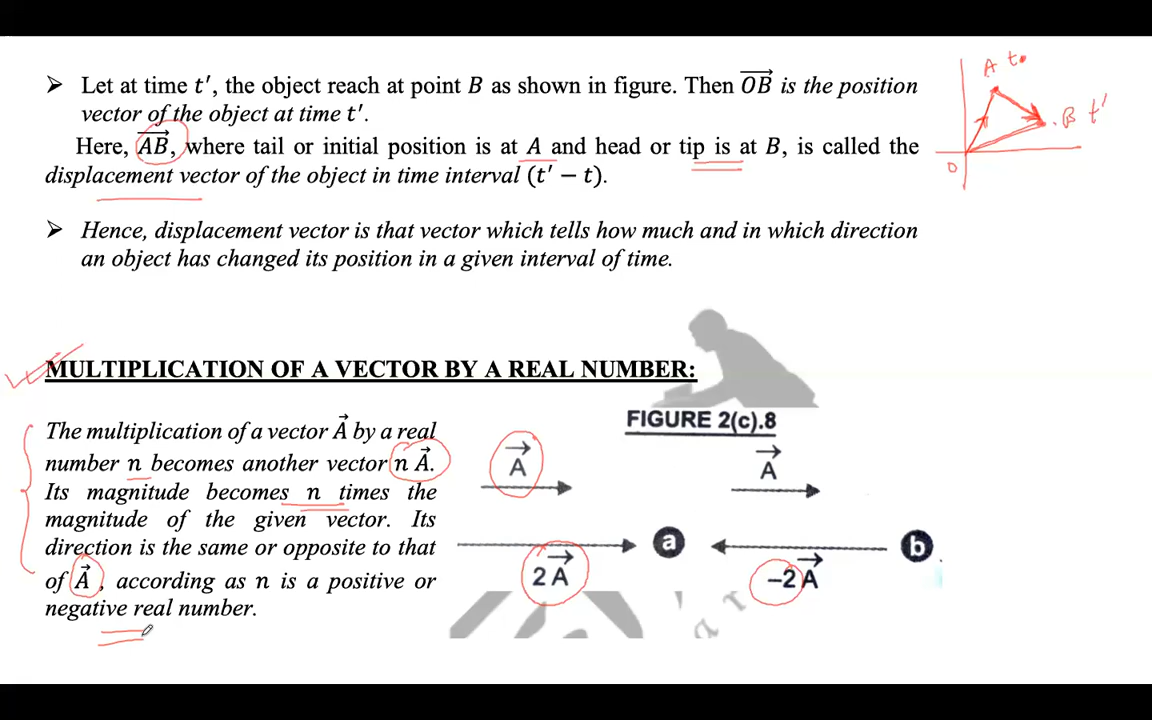 ➢ Let at time t′, the object reach at point B as shown in figure. Then OB⃗ is the position
vector of the object at time t′.
Here, AB⃗, where tail or initial position is at A and head or tip is at B, is called the
displacement vector of the object in time interval (t′ − t).
A t
B t'
O
➢ Hence, displacement vector is that vector which tells how much and in which direction
an object has changed its position in a given interval of time.
MULTIPLICATION OF A VECTOR BY A REAL NUMBER:
The multiplication of a vector A⃗ by a real
number n becomes another vector n A⃗.
Its magnitude becomes n times the
magnitude of the given vector. Its
direction is the same or opposite to that
of A⃗, according as n is a positive or
negative real number.
FIGURE 2(c).8
A⃗
A⃗
a
b
2A⃗
−2A⃗